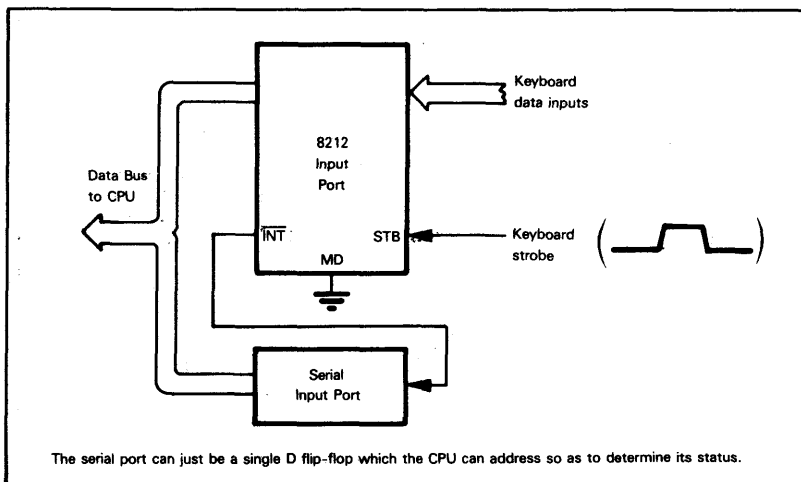 Keyboard
data inputs
8212
Input
Port
Data Bus
to CPU
INT
STB
Keyboard
strobe
MD
Serial
Input Port
The serial port can just be a single D flip-flop which the CPU can address so as to determine its status.